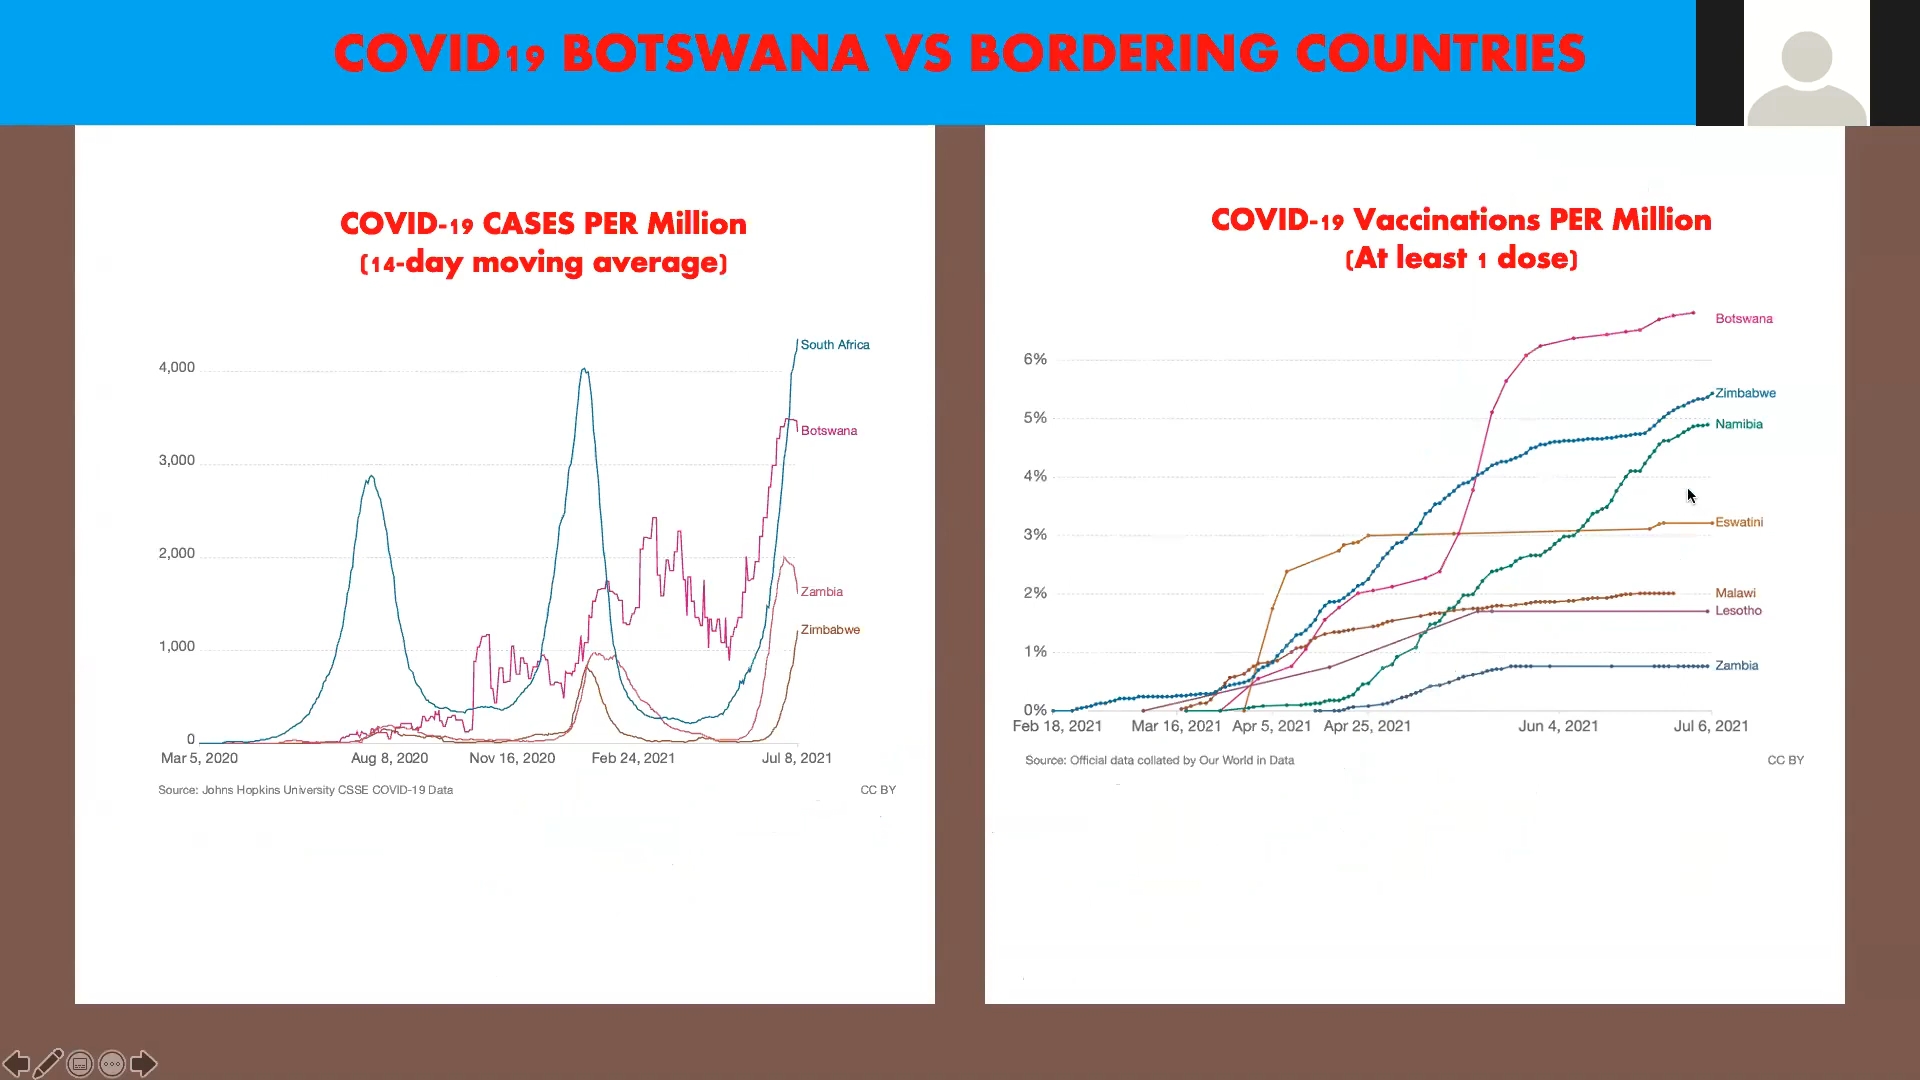 COVID19 BOTSWANA VS BORDERING COUNTRIES
COVID-19 CASES PER Million
(14-day moving average)
4,000
3,000
2,000
1,000
0
South Africa
Botswana
Zambia
Zimbabwe
Mar 5, 2020 Aug 8, 2020 Nov 16, 2020 Feb 24, 2021 Jul 8, 2021
Source: Johns Hopkins University CSSE COVID-19 Data CC BY
COVID-19 Vaccinations PER Million
(At least 1 dose)
6%
5%
4%
3%
2%
1%
0%
Botswana
Zimbabwe
Namibia
Eswatini
Malawi
Lesotho
Zambia
Feb 18, 2021 Mar 16, 2021 Apr 5, 2021 Apr 25, 2021 Jun 4, 2021 Jul 6, 2021
Source: Official data collated by Our World in Data CC BY